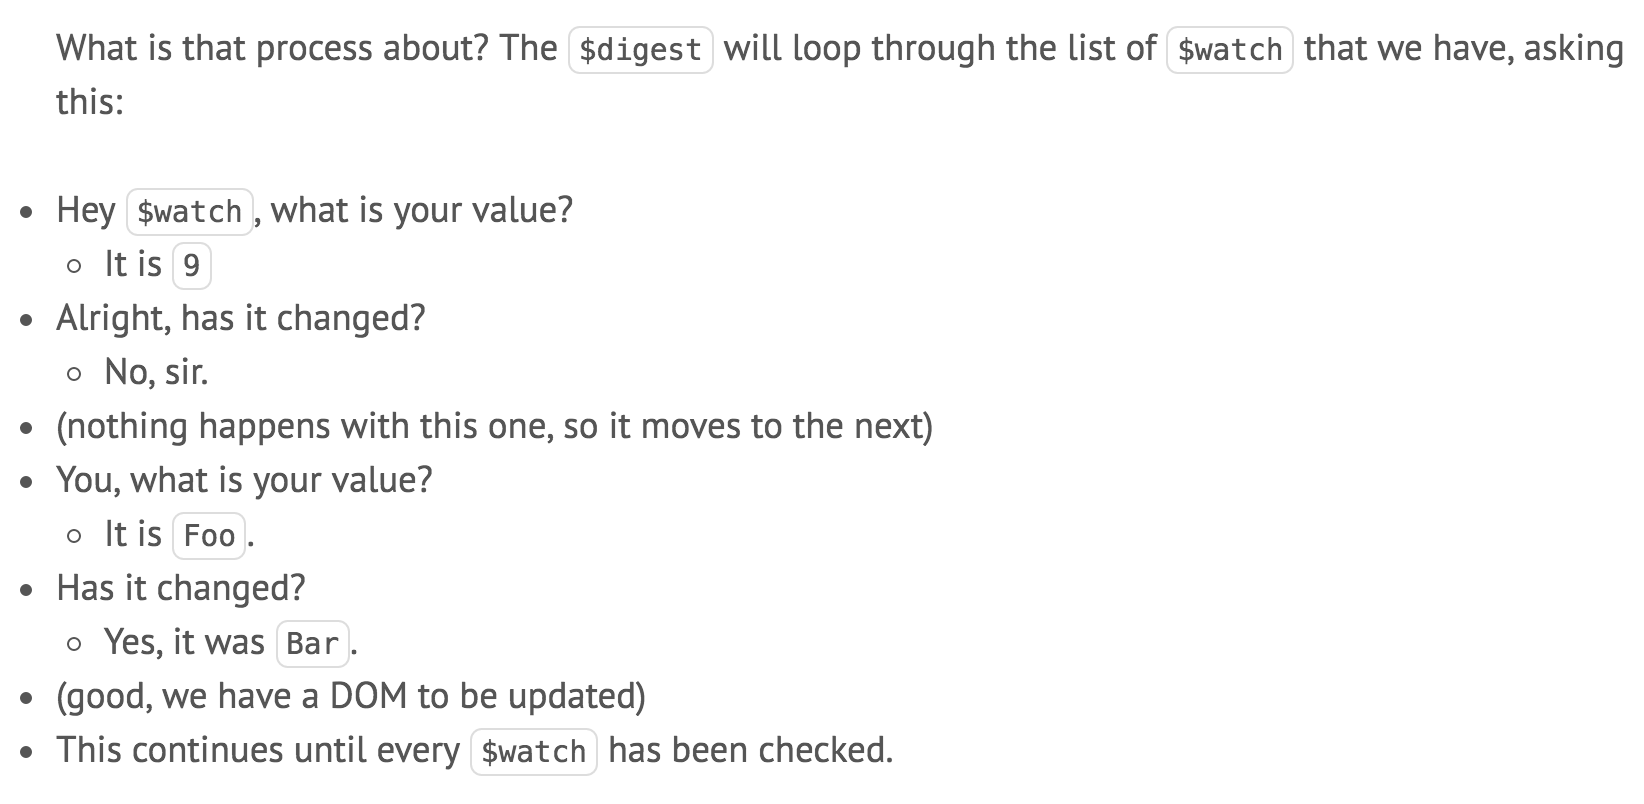 What is that process about? The $digest will loop through the list of $watch that we have, asking
this:
Hey $watch, what is your value?
It is 9
Alright, has it changed?
No, sir.
(nothing happens with this one, so it moves to the next)
You, what is your value?
It is Foo.
Has it changed?
Yes, it was Bar.
(good, we have a DOM to be updated)
This continues until every $watch has been checked.